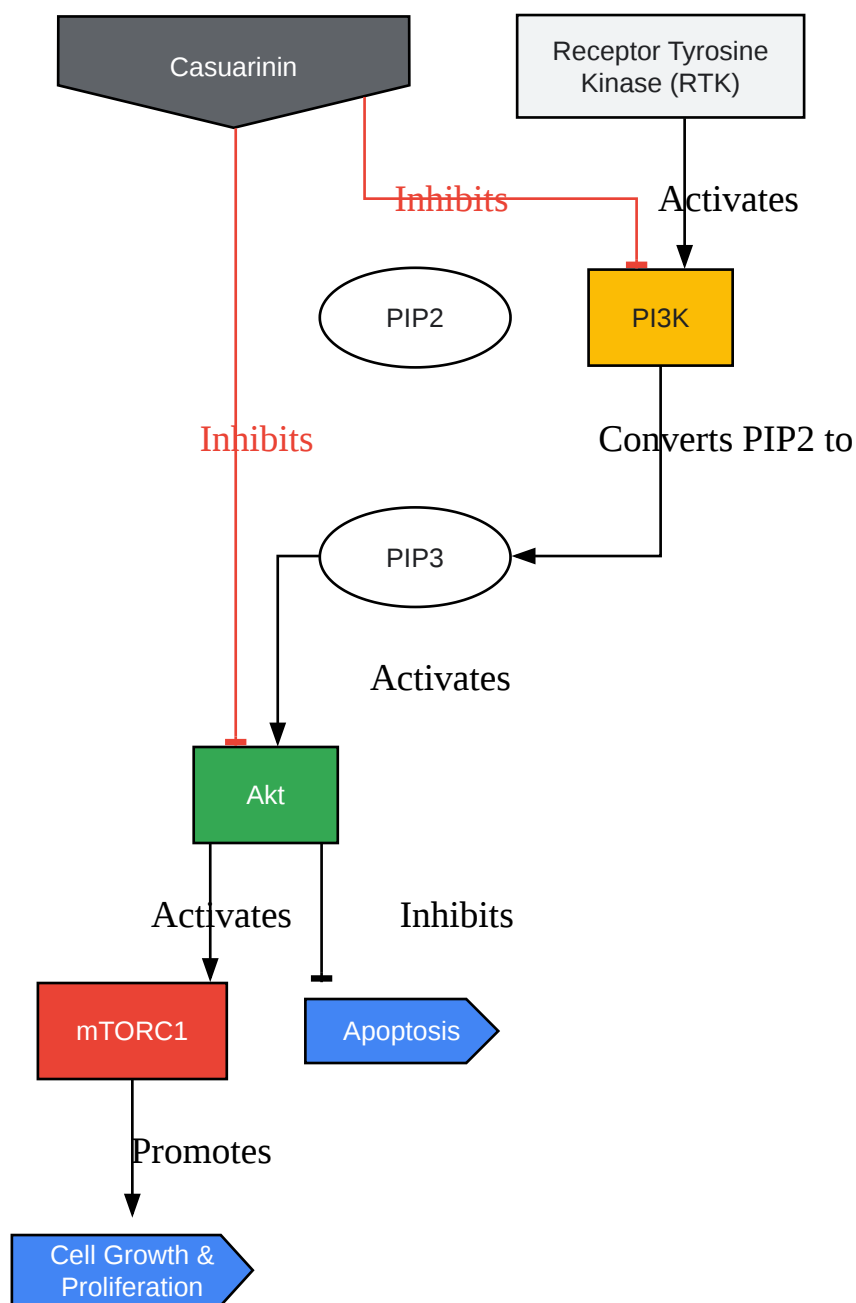 Casuarinin
Receptor Tyrosine
Kinase (RTK)
Inhibits
Activates
PIP2
PI3K
Inhibits
Converts PIP2 to
PIP3
Activates
Akt
Activates
Inhibits
mTORC1
Apoptosis
Promotes
Cell Growth &
Proliferation